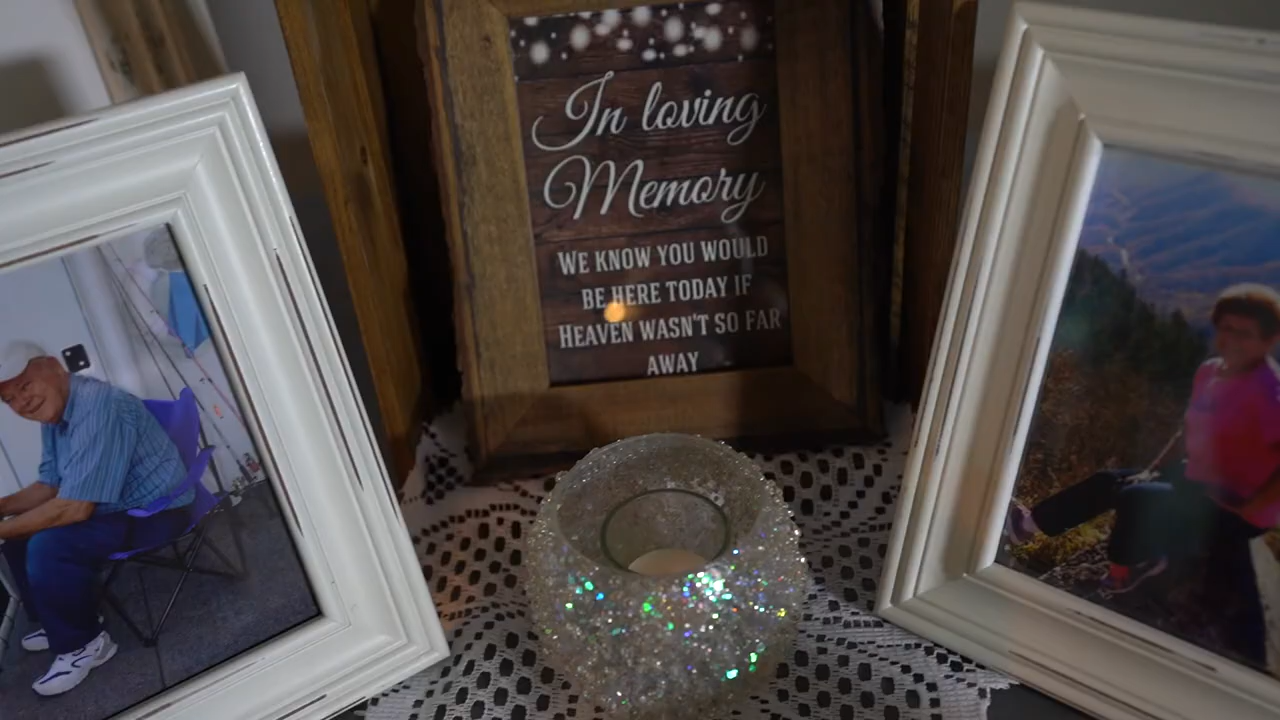 In loving
Memory
WE KNOW YOU WOULD
BE HERE TODAY IF
HEAVEN WASN'T SO FAR
AWAY